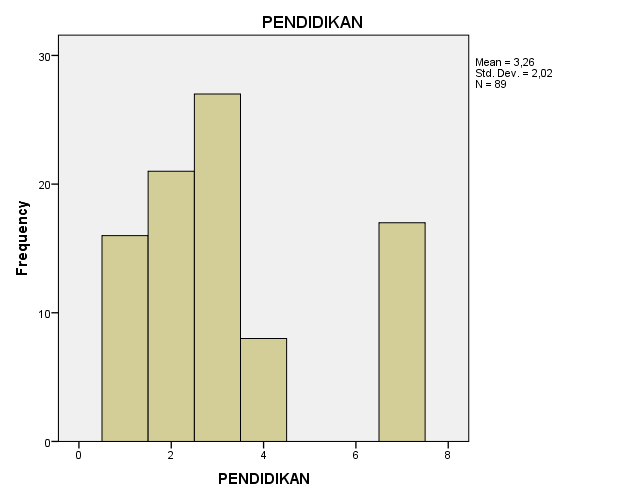 PENDIDIKAN
Mean = 3,26
Std. Dev. = 2,02
N = 89
Frequency
30
20
10
0
0 2 4 6 8
PENDIDIKAN